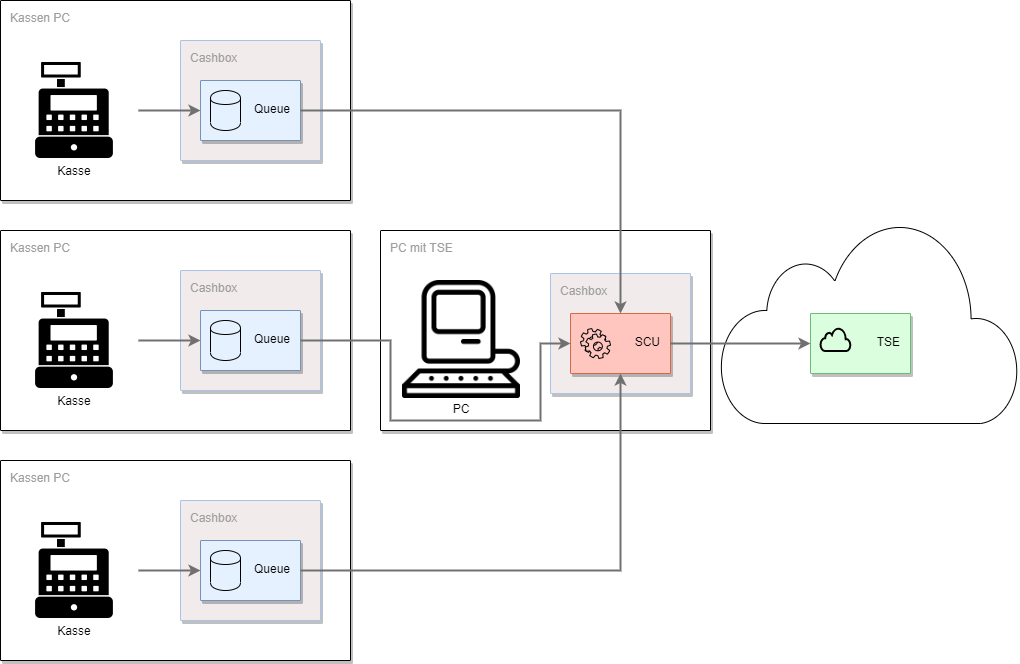 Kassen PC
Cashbox
Queue
Kasse
Kassen PC
Cashbox
Queue
Kasse
PC mit TSE
Cashbox
SCU
PC
TSE
Kassen PC
Cashbox
Queue
Kasse